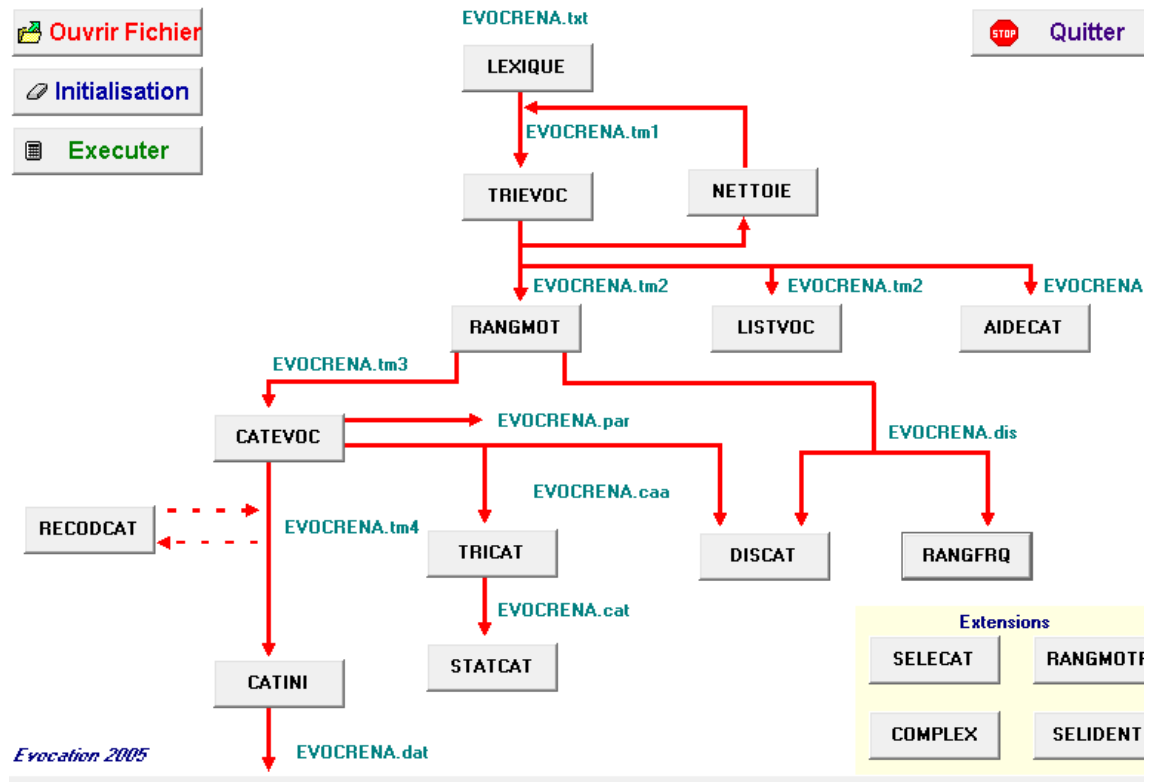 EVOCRENA.txt
Ouvrir Fichier
STOP Quitter
LEXIQUE
Initialisation
EVOCRENA.tm1
Executer
TRIEVOC
NETTOIE
EVOCRENA.tm2
EVOCRENA.tm2
EVOCRENA
RANGMOT
LISTVOC
AIDECAT
EVOCRENA.tm3
EVOCRENA.par
CATEVOC
EVOCRENA.dis
EVOCRENA.caa
RECODCAT
EVOCRENA.tm4
TRICAT
DISCAT
RANGFRQ
EVOCRENA.cat
Extensions
STATCAT
SELECAT
RANGMOTP
CATINI
COMPLEX
SELIDENT
Evocation 2005
EVOCRENA.dat